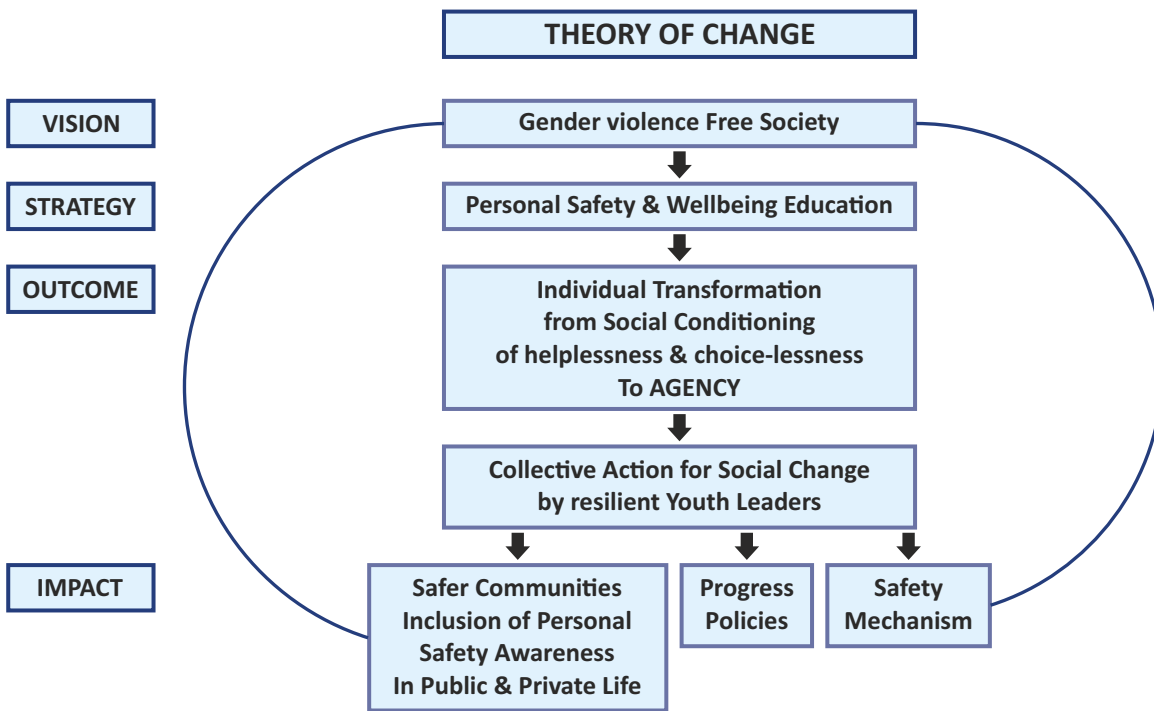 THEORY OF CHANGE
VISION
Gender violence Free Society
STRATEGY
Personal Safety & Wellbeing Education
OUTCOME
Individual Transformation
from Social Conditioning
of helplessness & choice-lessness
To AGENCY
Collective Action for Social Change
by resilient Youth Leaders
IMPACT
Safer Communities
Inclusion of Personal
Safety Awareness
In Public & Private Life
Progress
Policies
Safety
Mechanism